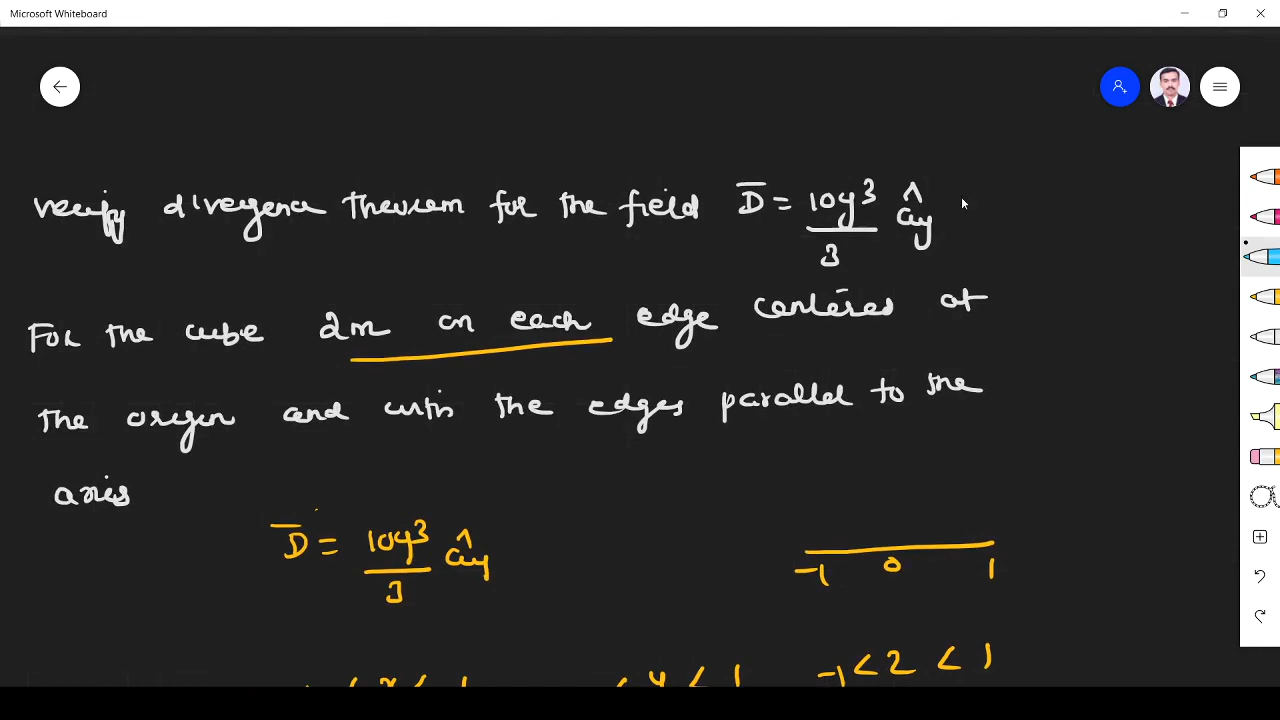 Microsoft Whiteboard
verify divergence theorem for the field D̅ = 10y³/3 ây
For the cube 2m on each edge centered at
the origin and with the edges parallel to the
axis
D̅ = 10y³/3 ây
-1 0 1
-1 < z < 1